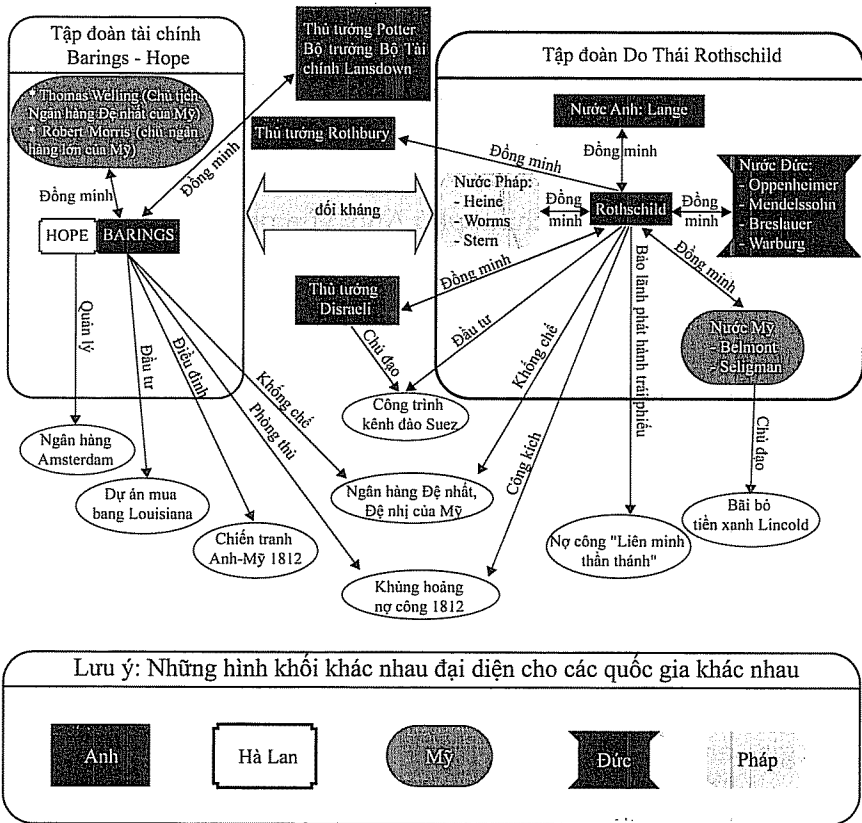 Tập đoàn tài chính
Barings - Hope
* Thomas Welling (Chủ tịch
Ngân hàng Đệ nhất của Mỹ)
* Robert Morris (chủ ngân
hàng lớn của Mỹ)
Đồng minh
HOPE
BARINGS
Quản lý
Đầu tư
Điều đình
Phòng thủ
Khống chế
Ngân hàng
Amsterdam
Dự án mua
bang Louisiana
Chiến tranh
Anh-Mỹ 1812
Thủ tướng Potter
Bộ trưởng Bộ Tài
chính Lansdown
Đồng minh
Thủ tướng Rothbury
đối kháng
Thủ tướng
Disraeli
Chủ đạo
Công trình
kênh đào Suez
Ngân hàng Đệ nhất,
Đệ nhị của Mỹ
Khủng hoảng
nợ công 1812
Tập đoàn Do Thái Rothschild
Nước Anh: Lange
Đồng minh
Đồng minh
Nước Pháp:
- Heine
- Worms
- Stern
Đồng
minh
Rothschild
Đồng
minh
Nước Đức:
- Oppenheimer
- Mendelssohn
- Breslauer
- Warburg
Đồng minh
Đầu tư
Khống chế
Công kích
Bảo lãnh phát hành trái phiếu
Đồng minh
Nước Mỹ
- Belmont
- Seligman
Chủ đạo
Nợ công "Liên minh
thần thánh"
Bãi bỏ
tiền xanh Lincold
Lưu ý: Những hình khối khác nhau đại diện cho các quốc gia khác nhau
Anh
Hà Lan
Mỹ
Đức
Pháp